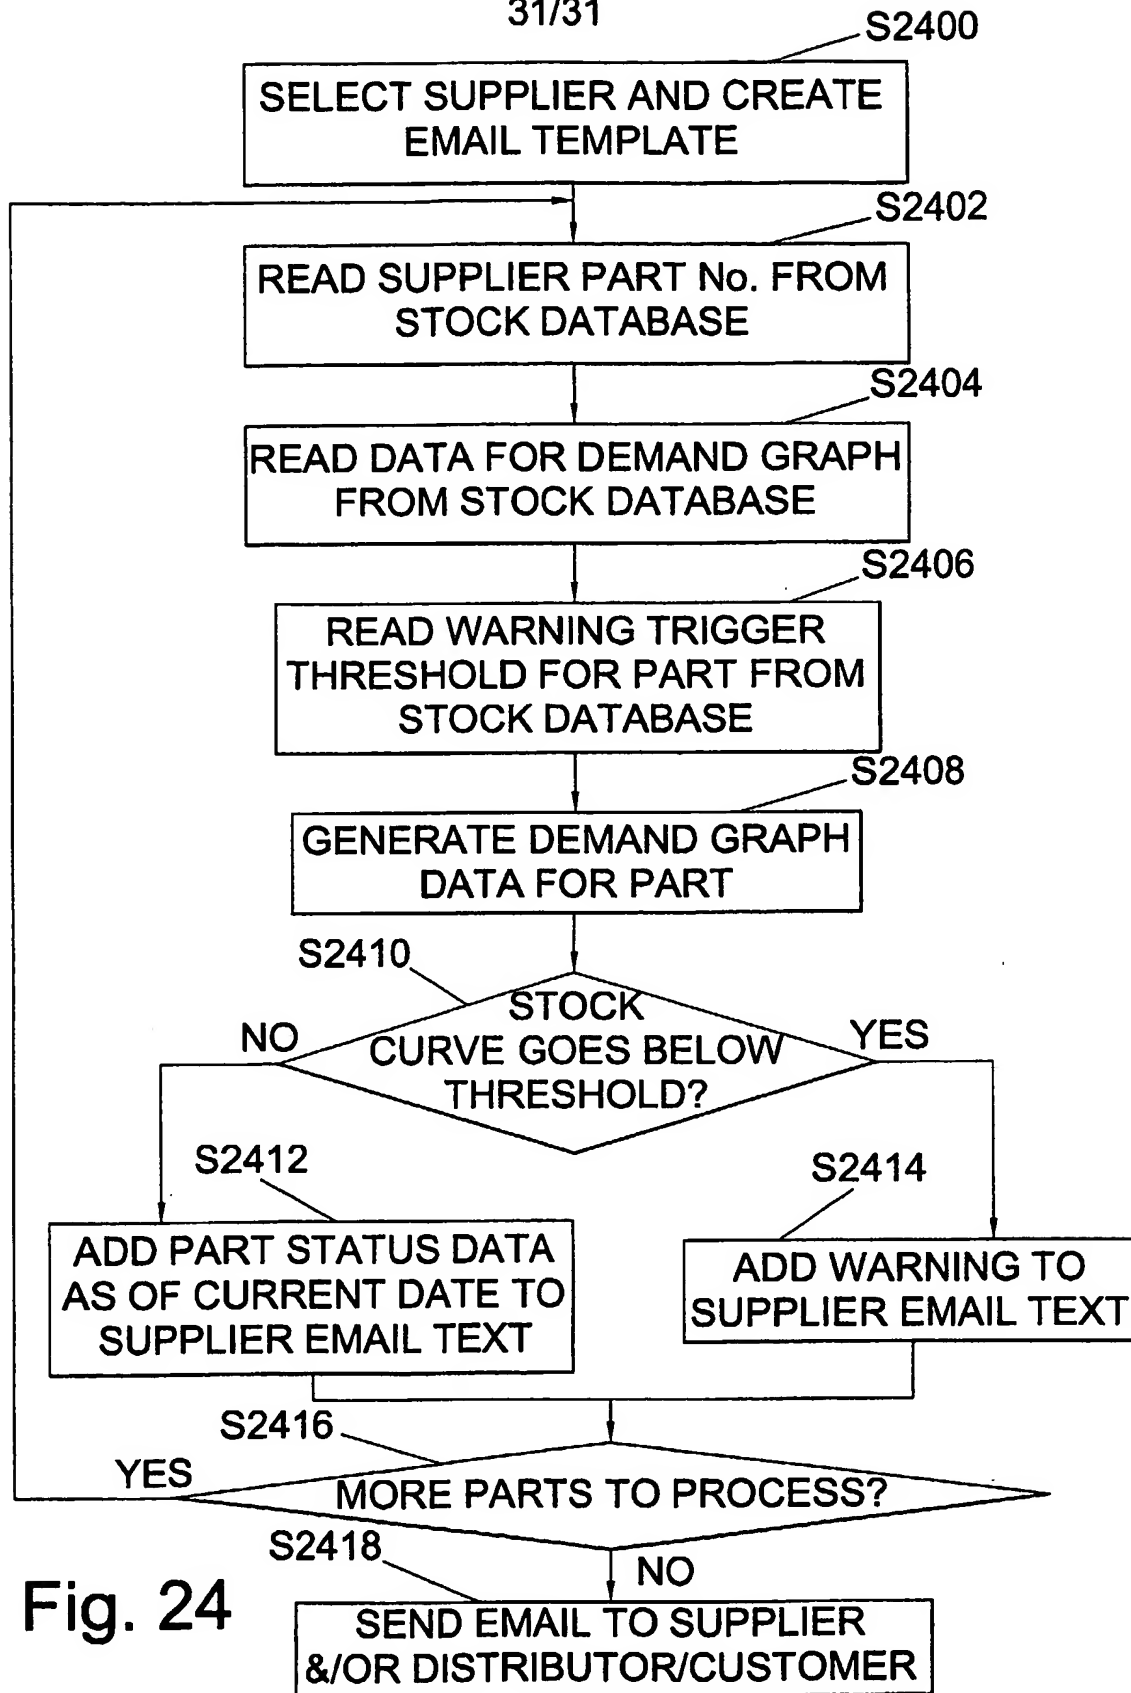 31/31
S2400
SELECT SUPPLIER AND CREATE
EMAIL TEMPLATE
S2402
READ SUPPLIER PART No. FROM
STOCK DATABASE
S2404
READ DATA FOR DEMAND GRAPH
FROM STOCK DATABASE
S2406
READ WARNING TRIGGER
THRESHOLD FOR PART FROM
STOCK DATABASE
S2408
GENERATE DEMAND GRAPH
DATA FOR PART
S2410
STOCK
CURVE GOES BELOW
THRESHOLD?
NO
YES
S2412
ADD PART STATUS DATA
AS OF CURRENT DATE TO
SUPPLIER EMAIL TEXT
S2414
ADD WARNING TO
SUPPLIER EMAIL TEXT
S2416
YES
MORE PARTS TO PROCESS?
S2418
NO
SEND EMAIL TO SUPPLIER
&/OR DISTRIBUTOR/CUSTOMER
Fig. 24